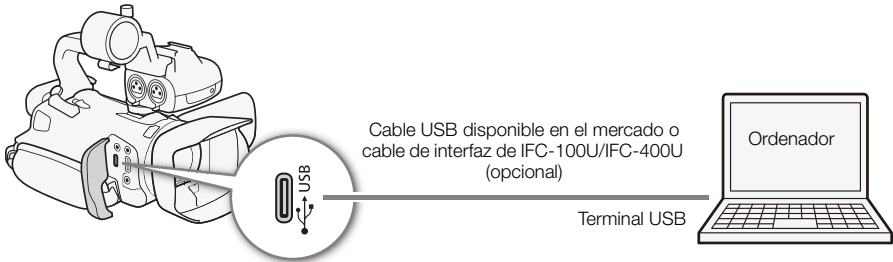 Cable USB disponible en el mercado o
cable de interfaz de IFC-100U/IFC-400U
(opcional)
Ordenador
USB
Terminal USB